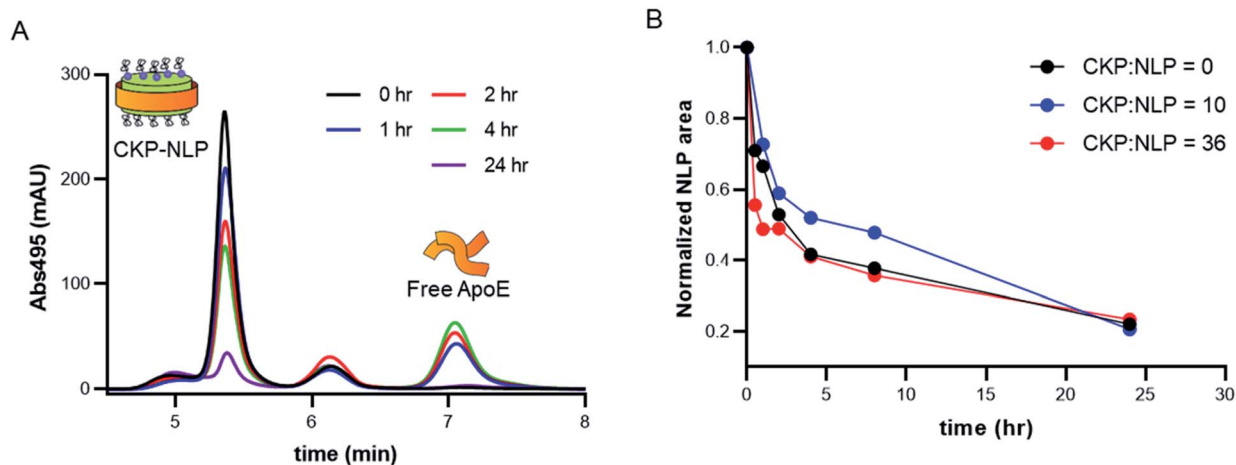 A
CKP-NLP
0 hr
1 hr
2 hr
4 hr
24 hr
Free ApoE
Abs495 (mAU)
300
200
100
0
5
6
7
8
time (min)
B
CKP:NLP = 0
CKP:NLP = 10
CKP:NLP = 36
Normalized NLP area
1.0
0.8
0.6
0.4
0.2
0
5
10
15
20
25
30
time (hr)